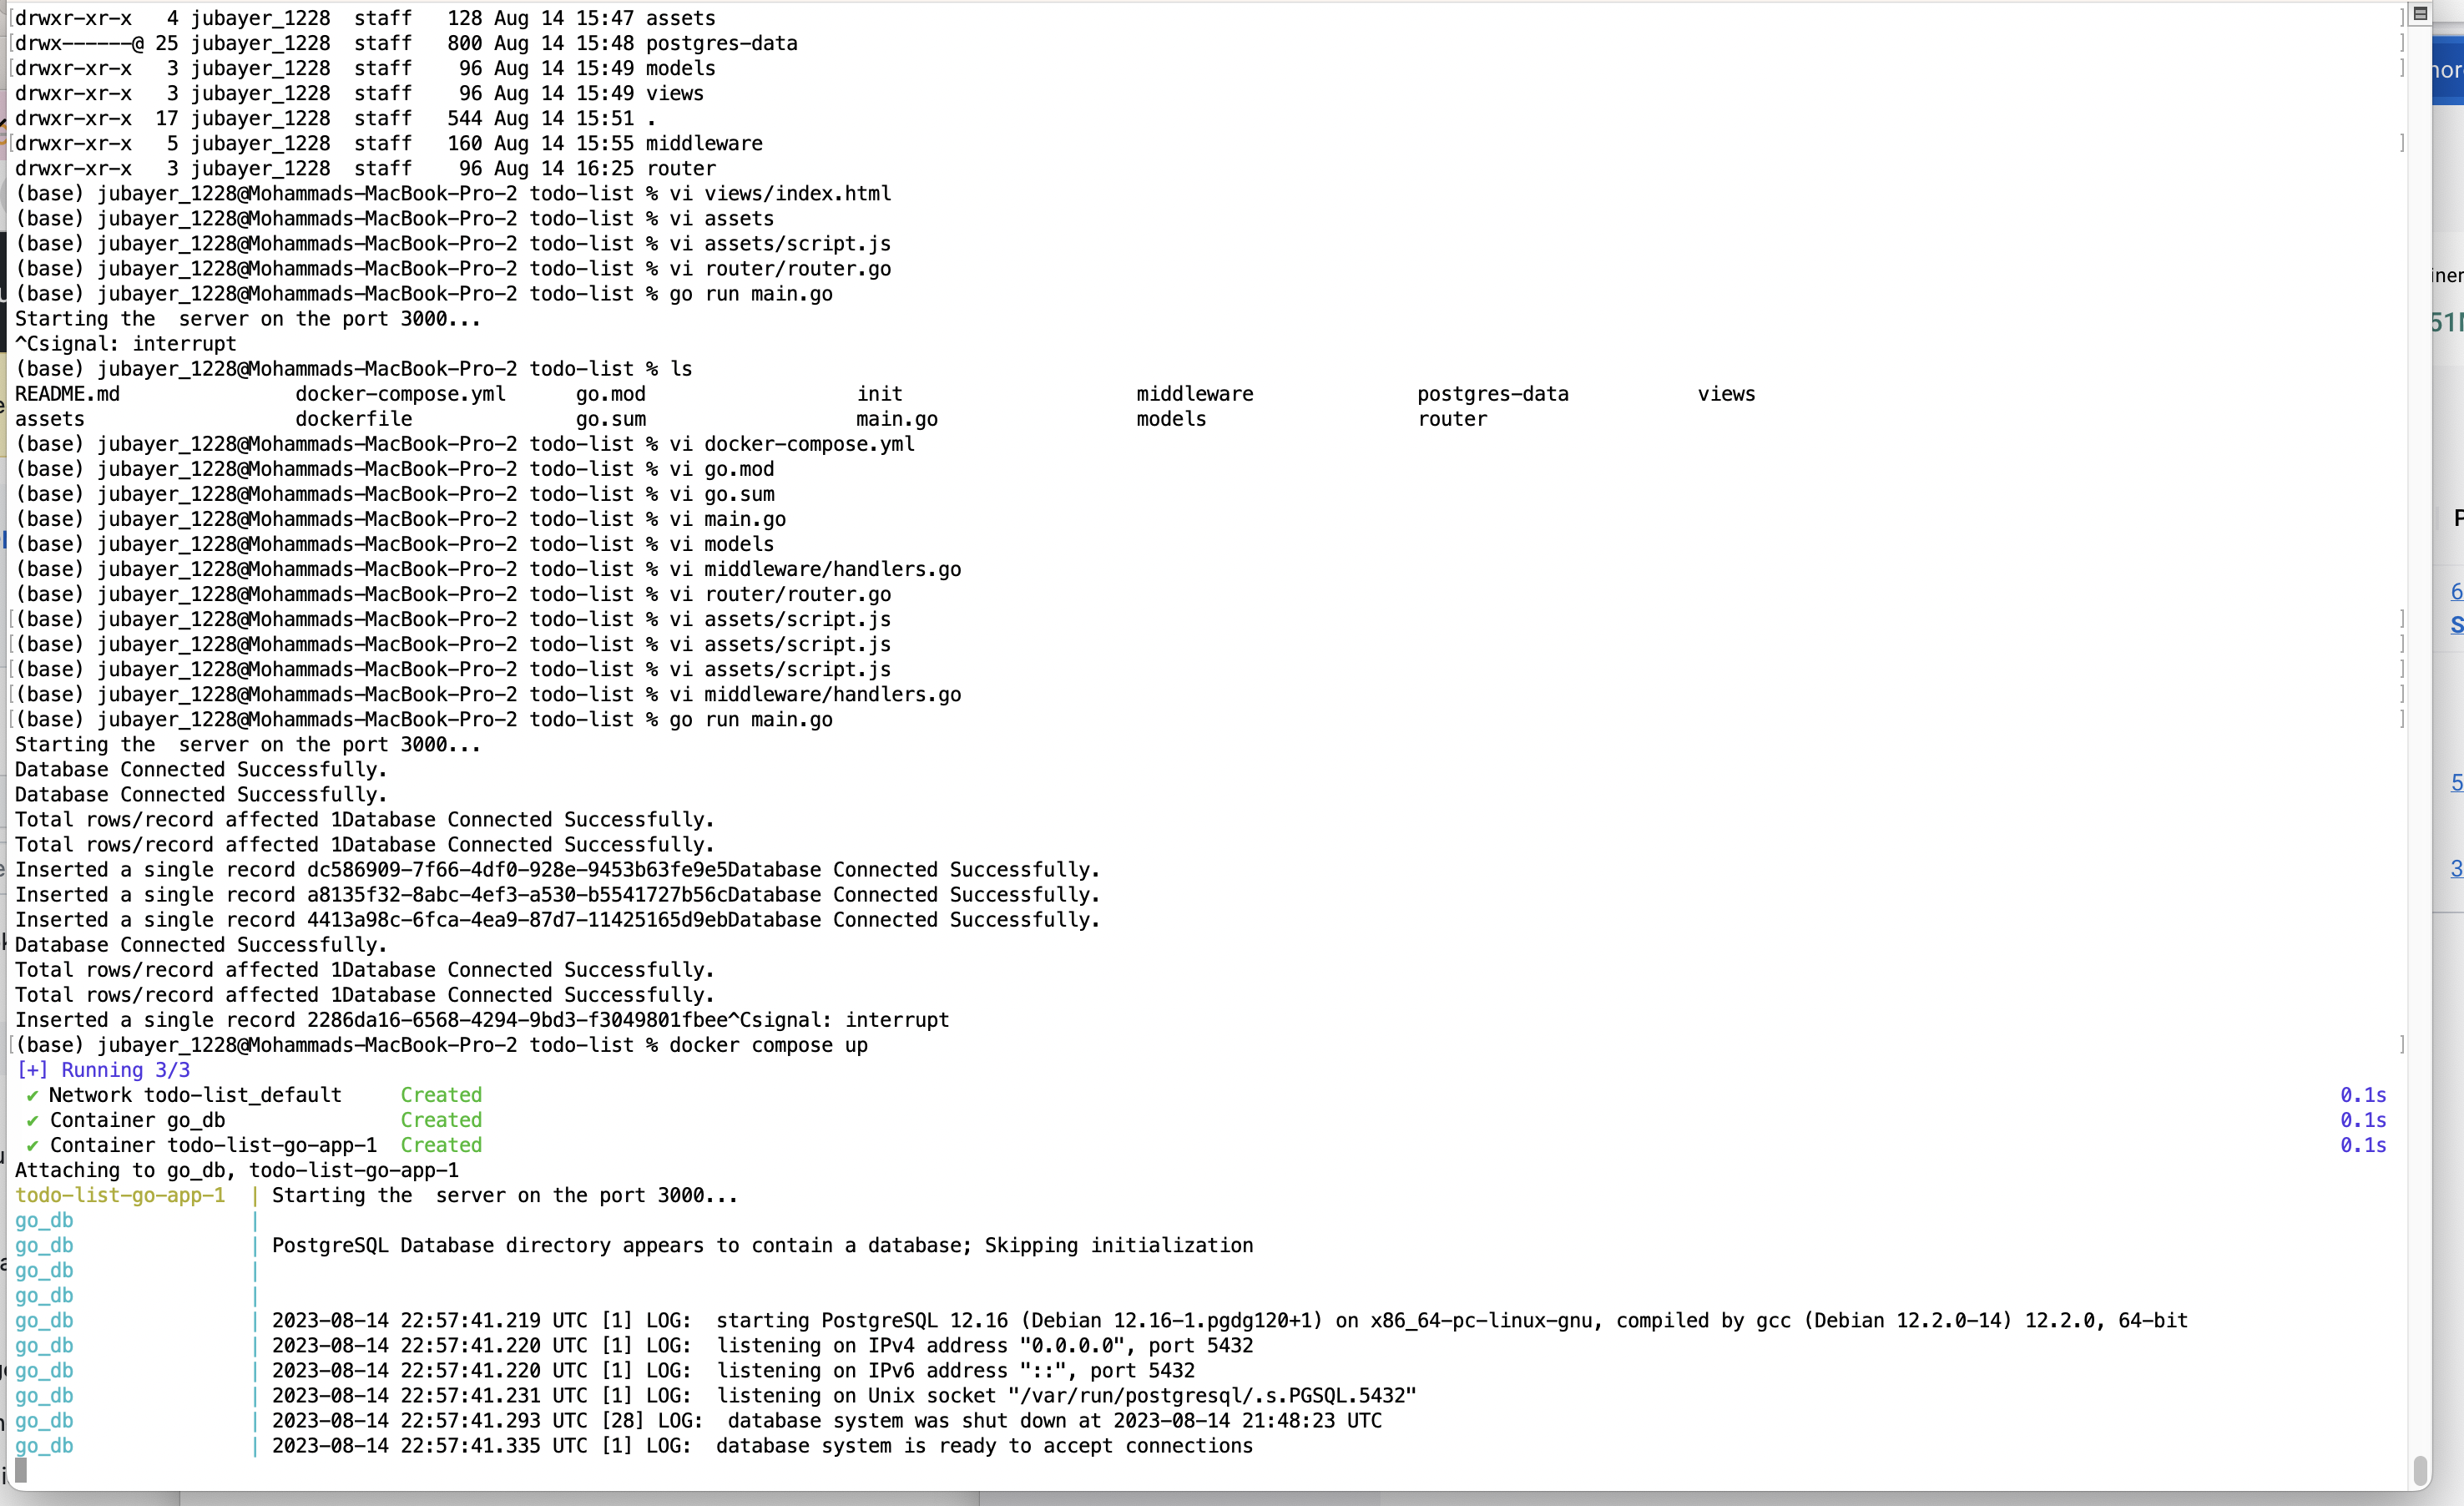 drwxr-xr-x   4 jubayer_1228  staff   128 Aug 14 15:47 assets
drwx------@ 25 jubayer_1228  staff   800 Aug 14 15:48 postgres-data
drwxr-xr-x   3 jubayer_1228  staff    96 Aug 14 15:49 models
drwxr-xr-x   3 jubayer_1228  staff    96 Aug 14 15:49 views
drwxr-xr-x  17 jubayer_1228  staff   544 Aug 14 15:51 .
drwxr-xr-x   5 jubayer_1228  staff   160 Aug 14 15:55 middleware
drwxr-xr-x   3 jubayer_1228  staff    96 Aug 14 16:25 router
(base) jubayer_1228@Mohammads-MacBook-Pro-2 todo-list % vi views/index.html
(base) jubayer_1228@Mohammads-MacBook-Pro-2 todo-list % vi assets
(base) jubayer_1228@Mohammads-MacBook-Pro-2 todo-list % vi assets/script.js
(base) jubayer_1228@Mohammads-MacBook-Pro-2 todo-list % vi router/router.go
(base) jubayer_1228@Mohammads-MacBook-Pro-2 todo-list % go run main.go
Starting the  server on the port 3000...
^Csignal: interrupt
(base) jubayer_1228@Mohammads-MacBook-Pro-2 todo-list % ls
README.md docker-compose.yml go.mod init middleware postgres-data views
assets dockerfile go.sum main.go models router
(base) jubayer_1228@Mohammads-MacBook-Pro-2 todo-list % vi docker-compose.yml
(base) jubayer_1228@Mohammads-MacBook-Pro-2 todo-list % vi go.mod
(base) jubayer_1228@Mohammads-MacBook-Pro-2 todo-list % vi go.sum
(base) jubayer_1228@Mohammads-MacBook-Pro-2 todo-list % vi main.go
(base) jubayer_1228@Mohammads-MacBook-Pro-2 todo-list % vi models
(base) jubayer_1228@Mohammads-MacBook-Pro-2 todo-list % vi middleware/handlers.go
(base) jubayer_1228@Mohammads-MacBook-Pro-2 todo-list % vi router/router.go
(base) jubayer_1228@Mohammads-MacBook-Pro-2 todo-list % vi assets/script.js
(base) jubayer_1228@Mohammads-MacBook-Pro-2 todo-list % vi assets/script.js
(base) jubayer_1228@Mohammads-MacBook-Pro-2 todo-list % vi assets/script.js
(base) jubayer_1228@Mohammads-MacBook-Pro-2 todo-list % vi middleware/handlers.go
(base) jubayer_1228@Mohammads-MacBook-Pro-2 todo-list % go run main.go
Starting the  server on the port 3000...
Database Connected Successfully.
Database Connected Successfully.
Total rows/record affected 1Database Connected Successfully.
Total rows/record affected 1Database Connected Successfully.
Inserted a single record dc586909-7f66-4df0-928e-9453b63fe9e5Database Connected Successfully.
Inserted a single record a8135f32-8abc-4ef3-a530-b5541727b56cDatabase Connected Successfully.
Inserted a single record 4413a98c-6fca-4ea9-87d7-11425165d9ebDatabase Connected Successfully.
Database Connected Successfully.
Total rows/record affected 1Database Connected Successfully.
Total rows/record affected 1Database Connected Successfully.
Inserted a single record 2286da16-6568-4294-9bd3-f3049801fbee^Csignal: interrupt
(base) jubayer_1228@Mohammads-MacBook-Pro-2 todo-list % docker compose up
[+] Running 3/3
✔ Network todo-list_default     Created 0.1s
✔ Container go_db               Created 0.1s
✔ Container todo-list-go-app-1  Created 0.1s
Attaching to go_db, todo-list-go-app-1
todo-list-go-app-1  | Starting the  server on the port 3000...
go_db               |
go_db               | PostgreSQL Database directory appears to contain a database; Skipping initialization
go_db               |
go_db               |
go_db               | 2023-08-14 22:57:41.219 UTC [1] LOG:  starting PostgreSQL 12.16 (Debian 12.16-1.pgdg120+1) on x86_64-pc-linux-gnu, compiled by gcc (Debian 12.2.0-14) 12.2.0, 64-bit
go_db               | 2023-08-14 22:57:41.220 UTC [1] LOG:  listening on IPv4 address "0.0.0.0", port 5432
go_db               | 2023-08-14 22:57:41.220 UTC [1] LOG:  listening on IPv6 address "::", port 5432
go_db               | 2023-08-14 22:57:41.231 UTC [1] LOG:  listening on Unix socket "/var/run/postgresql/.s.PGSQL.5432"
go_db               | 2023-08-14 22:57:41.293 UTC [28] LOG:  database system was shut down at 2023-08-14 21:48:23 UTC
go_db               | 2023-08-14 22:57:41.335 UTC [1] LOG:  database system is ready to accept connections